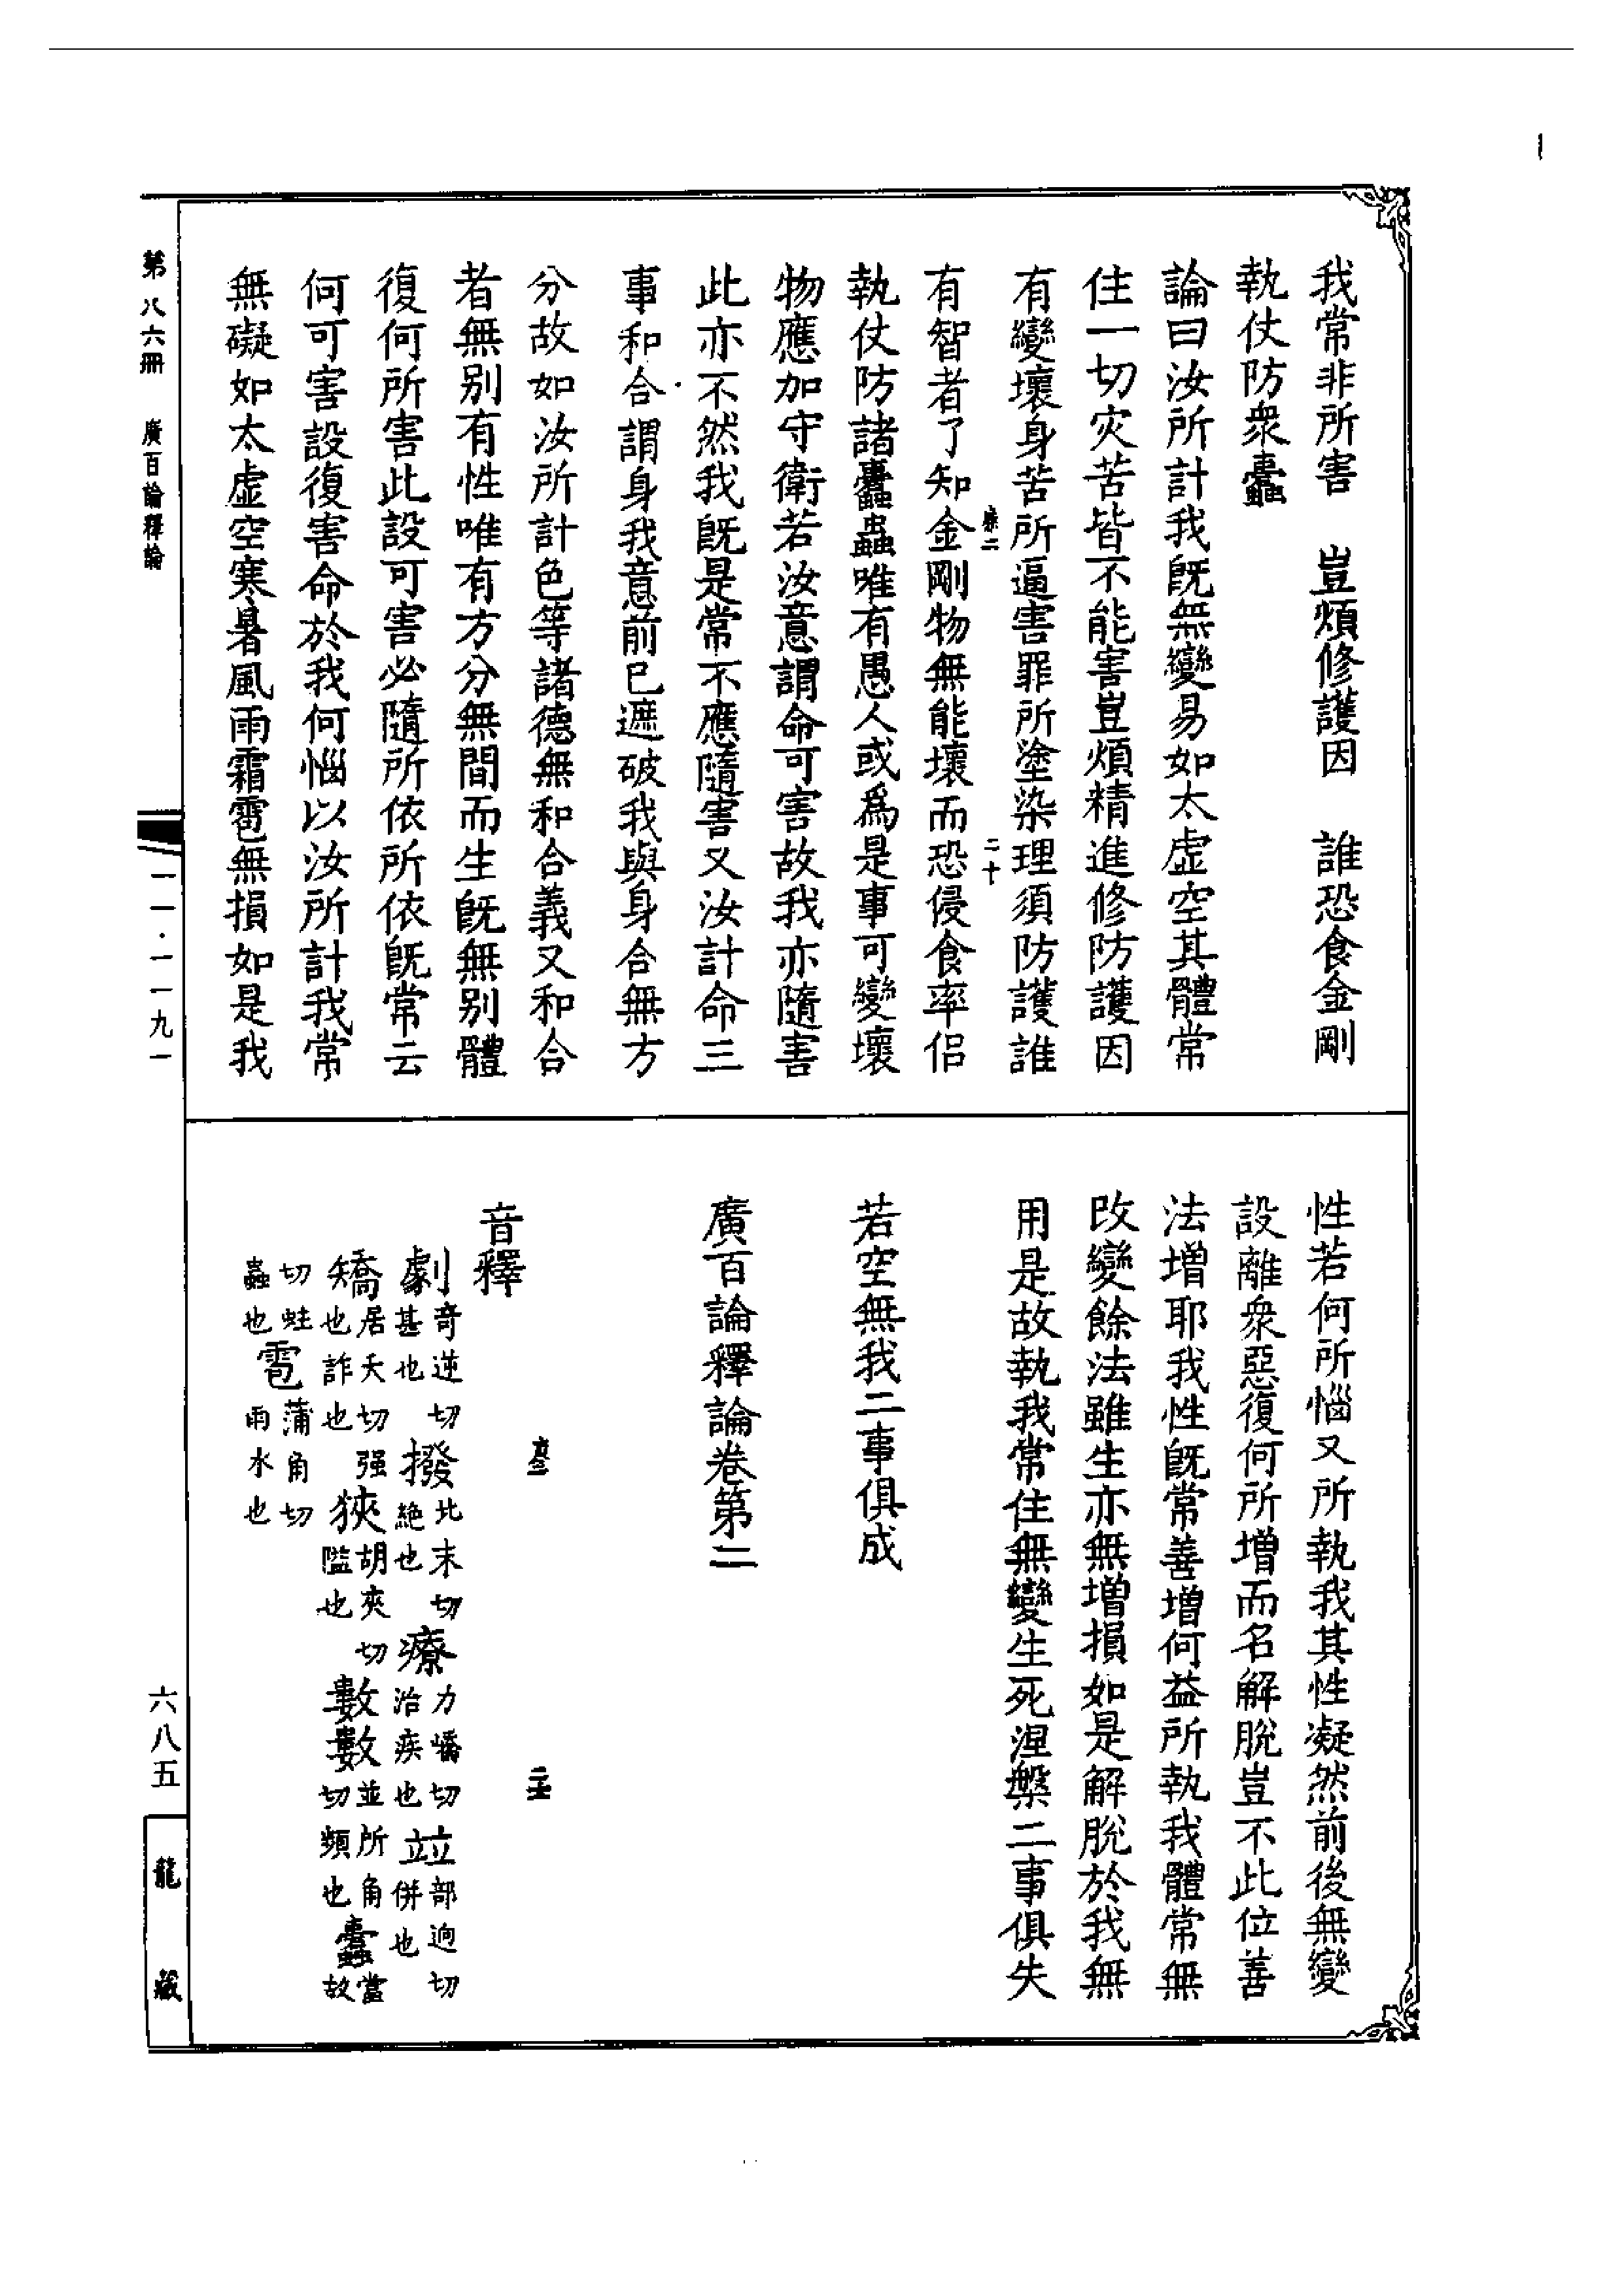 我常非所害　豈煩修護因　誰恐食金剛
執仗防衆蠹
論曰汝所計我既無變易如太虛空其體常
住一切灾苦皆不能害豈煩精進修防護因
有變壞身苦所逼害罪所塗染理須防護誰
二十
有智者了知金剛物無能壞而恐侵食率侣
執仗防諸蠹蟲唯有愚人或爲是事可變壞
物應加守衛若汝意謂命可害故我亦隨害
此亦不然我既是常不應隨害又汝計命三
事和合謂身我意前已遮破我與身合無方
分故如汝所計色等諸德無和合義又和合
者無別有性唯有方分無間而生既無別體
復何所害此設可害必隨所依所依既常云
何可害設復害命於我何惱以汝所計我常
無礙如太虛空寒暑風雨霜雹無損如是我
性若何所惱又所執我其性凝然前後無變
設離衆惡復何所增而名解脫豈不此位善
法增耶我性既常善增何益所執我體常無
改變餘法雖生亦無增損如是解脫於我無
用是故執我常住無變生死涅槃二事俱失
若空無我二事俱成
廣百論釋論卷第二
音釋
劇奇逆切甚也　撥北末切絶也　療力嶠切治疾也　竝部迥切併也
矯居夭切强矢也詐也　狹胡夾切隘也　數數並所角切頻也　蠹當故
切蛀蟲也　雹蒲角切雨水也
第八六冊　廣百論釋論
一一一·一一九一
六八五
龍藏